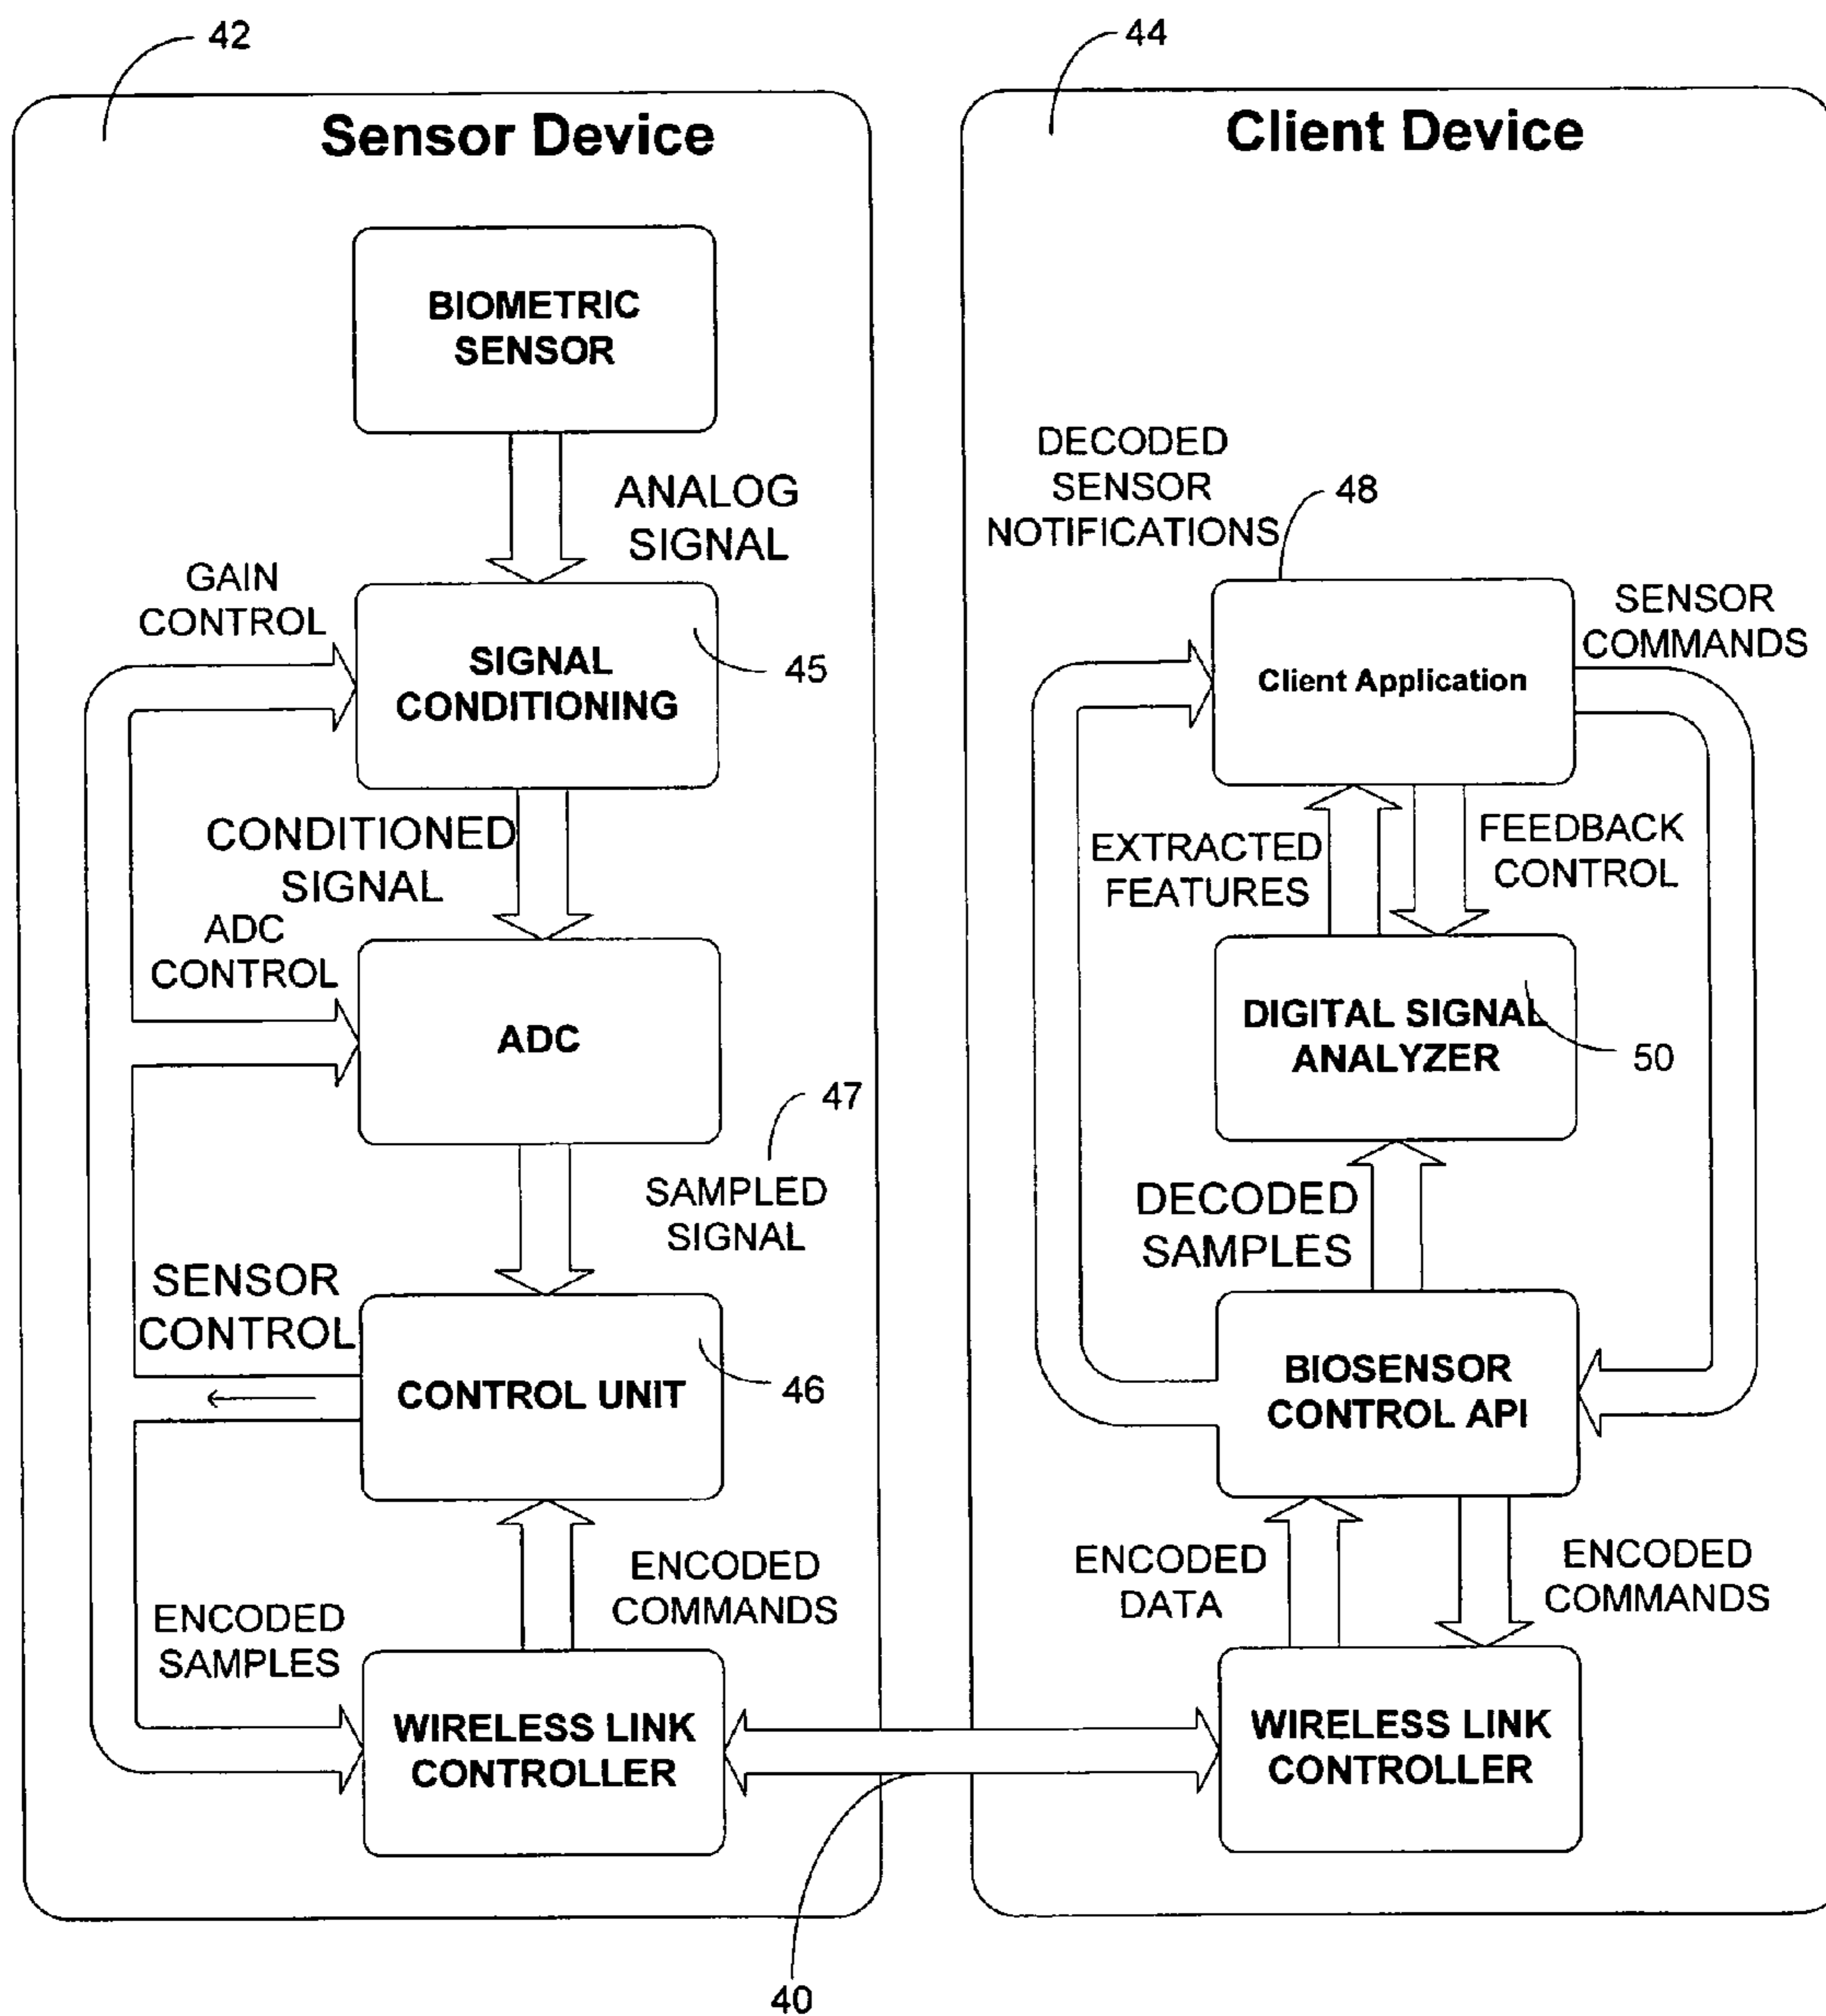 42
Sensor Device
BIOMETRIC
SENSOR
ANALOG
SIGNAL
GAIN
CONTROL
SIGNAL
CONDITIONING
45
CONDITIONED
SIGNAL
ADC
CONTROL
ADC
47
SAMPLED
SIGNAL
SENSOR
CONTROL
CONTROL UNIT
46
ENCODED
COMMANDS
ENCODED
SAMPLES
WIRELESS LINK
CONTROLLER
40
44
Client Device
DECODED
SENSOR
NOTIFICATIONS
48
SENSOR
COMMANDS
Client Application
EXTRACTED
FEATURES
FEEDBACK
CONTROL
DIGITAL SIGNAL
ANALYZER
50
DECODED
SAMPLES
BIOSENSOR
CONTROL API
ENCODED
DATA
ENCODED
COMMANDS
WIRELESS LINK
CONTROLLER